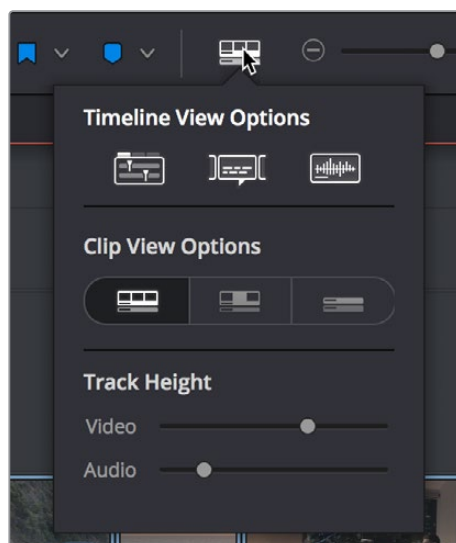 Timeline View Options
Clip View Options
Track Height
Video
Audio